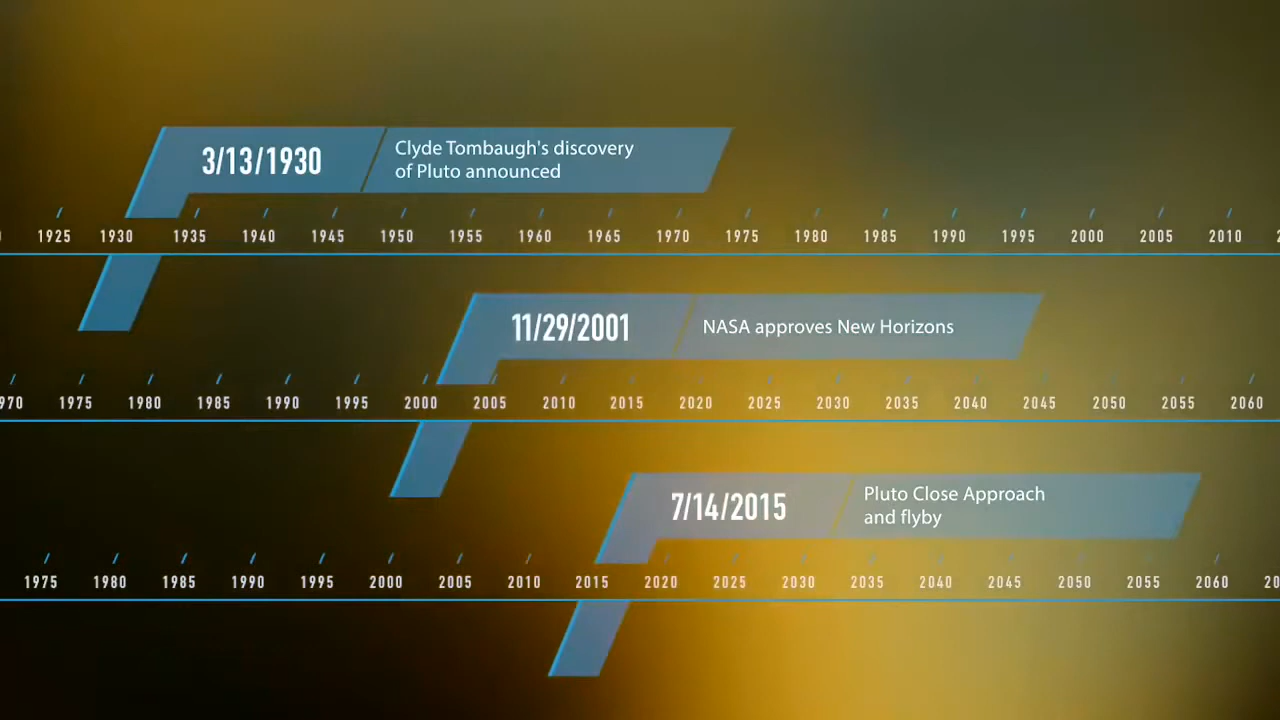 3/13/1930
Clyde Tombaugh's discovery
of Pluto announced
1925 1930 1935 1940 1945 1950 1955 1960 1965 1970 1975 1980 1985 1990 1995 2000 2005 2010
11/29/2001
NASA approves New Horizons
970 1975 1980 1985 1990 1995 2000 2005 2010 2015 2020 2025 2030 2035 2040 2045 2050 2055 2060
7/14/2015
Pluto Close Approach
and flyby
1975 1980 1985 1990 1995 2000 2005 2010 2015 2020 2025 2030 2035 2040 2045 2050 2055 2060 20